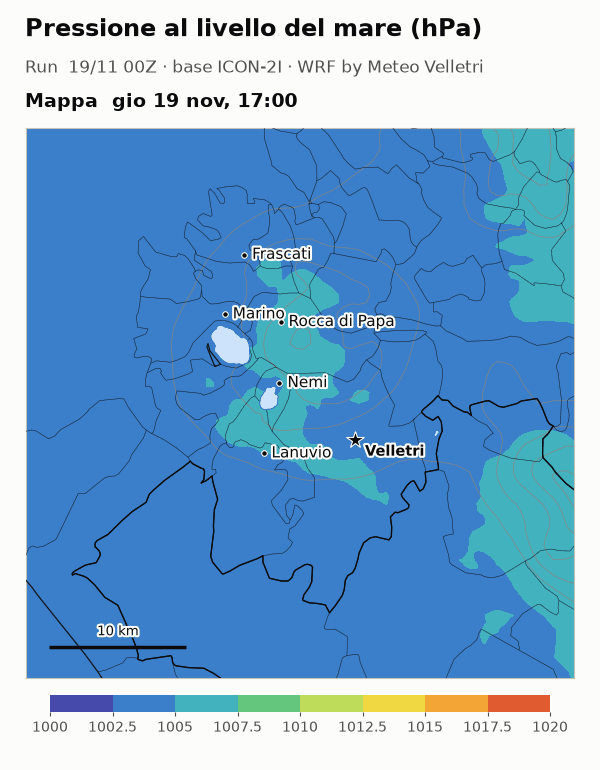 Pressione al livello del mare (hPa)
Run  19/11 00Z · base ICON-2I · WRF by Meteo Velletri
Mappa  gio 19 nov, 17:00
Frascati
Marino
Rocca di Papa
Nemi
Velletri
Lanuvio
10 km
1000 1002.5 1005 1007.5 1010 1012.5 1015 1017.5 1020